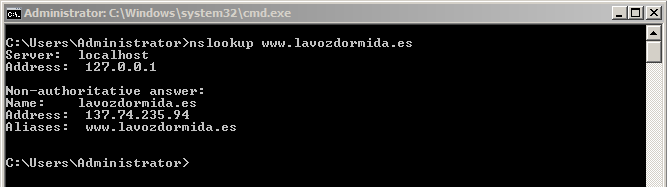 Administrator: C:\Windows\system32\cmd.exe
C:\Users\Administrator>nslookup www.lavozdormida.es
Server:  localhost
Address:  127.0.0.1
Non-authoritative answer:
Name:    lavozdormida.es
Address:  137.74.235.94
Aliases:  www.lavozdormida.es
C:\Users\Administrator>